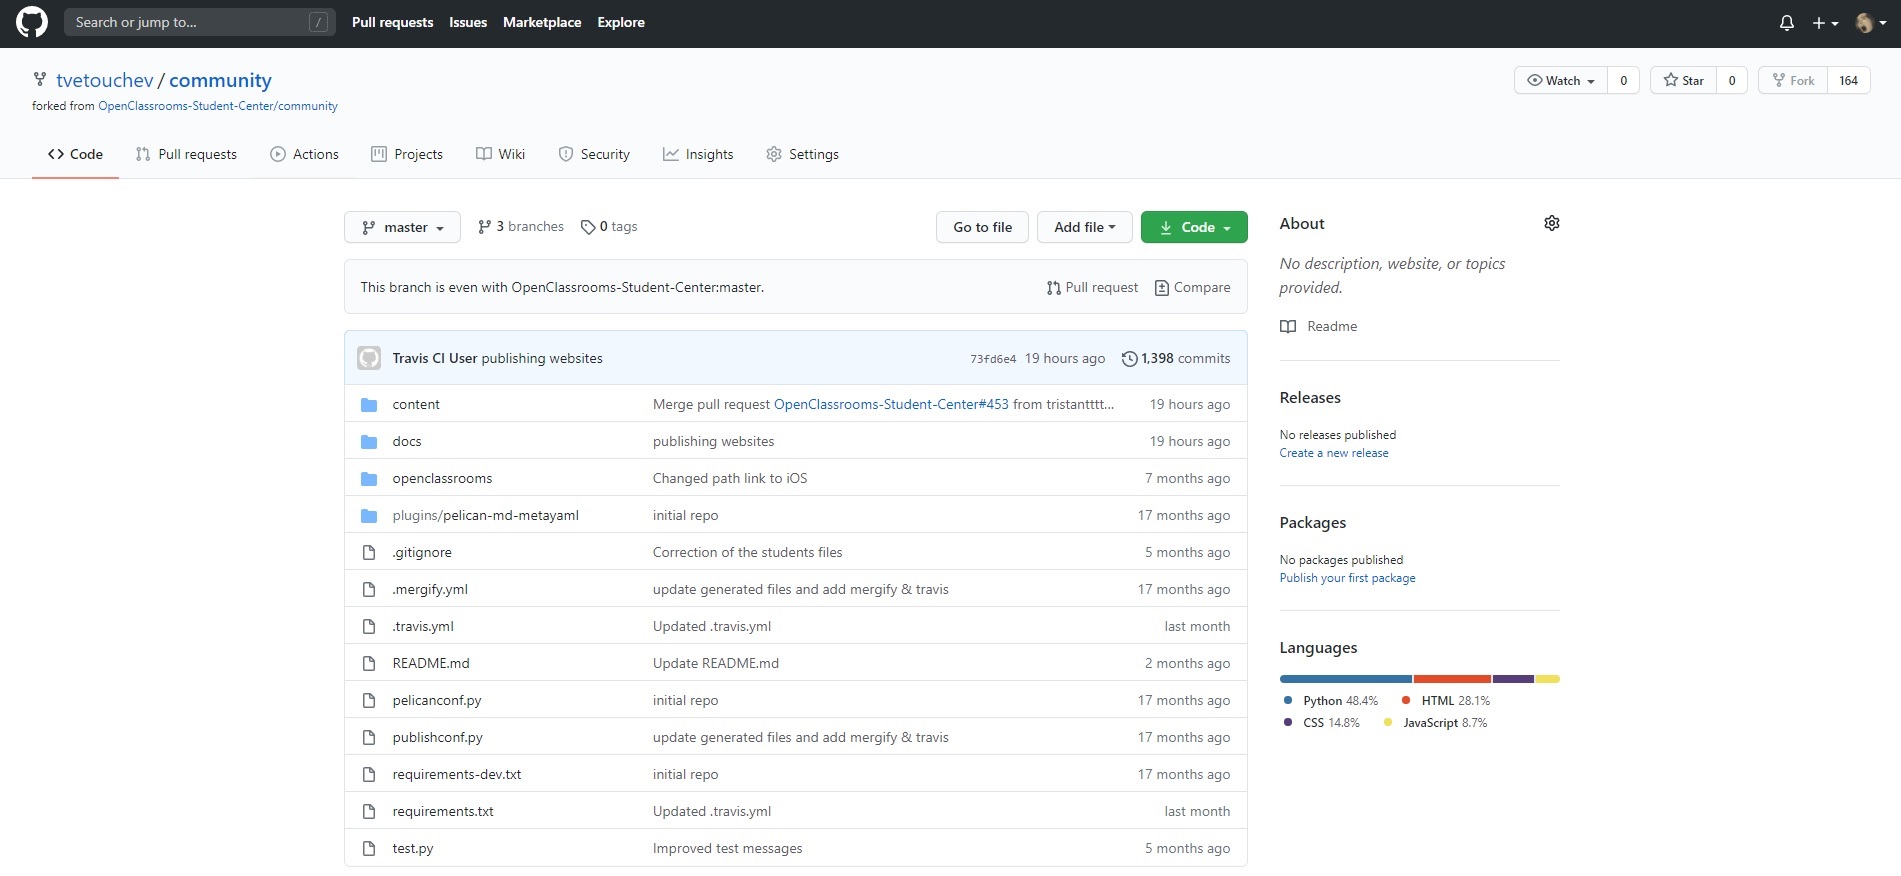 Search or jump to... /
Pull requests Issues Marketplace Explore
tvetouchev / community
forked from OpenClassrooms-Student-Center/community
Watch 0 Star 0 Fork 164
Code Pull requests Actions Projects Wiki Security Insights Settings
master 3 branches 0 tags Go to file Add file Code
This branch is even with OpenClassrooms-Student-Center:master. Pull request Compare
Travis CI User publishing websites 73fd6e4 19 hours ago 1,398 commits
content Merge pull request OpenClassrooms-Student-Center#453 from tristantttt... 19 hours ago
docs publishing websites 19 hours ago
openclassrooms Changed path link to iOS 7 months ago
plugins/pelican-md-metayaml initial repo 17 months ago
.gitignore Correction of the students files 5 months ago
.mergify.yml update generated files and add mergify & travis 17 months ago
.travis.yml Updated .travis.yml last month
README.md Update README.md 2 months ago
pelicanconf.py initial repo 17 months ago
publishconf.py update generated files and add mergify & travis 17 months ago
requirements-dev.txt initial repo 17 months ago
requirements.txt Updated .travis.yml last month
test.py Improved test messages 5 months ago
About
No description, website, or topics
provided.
Readme
Releases
No releases published
Create a new release
Packages
No packages published
Publish your first package
Languages
Python 48.4% HTML 28.1%
CSS 14.8% JavaScript 8.7%